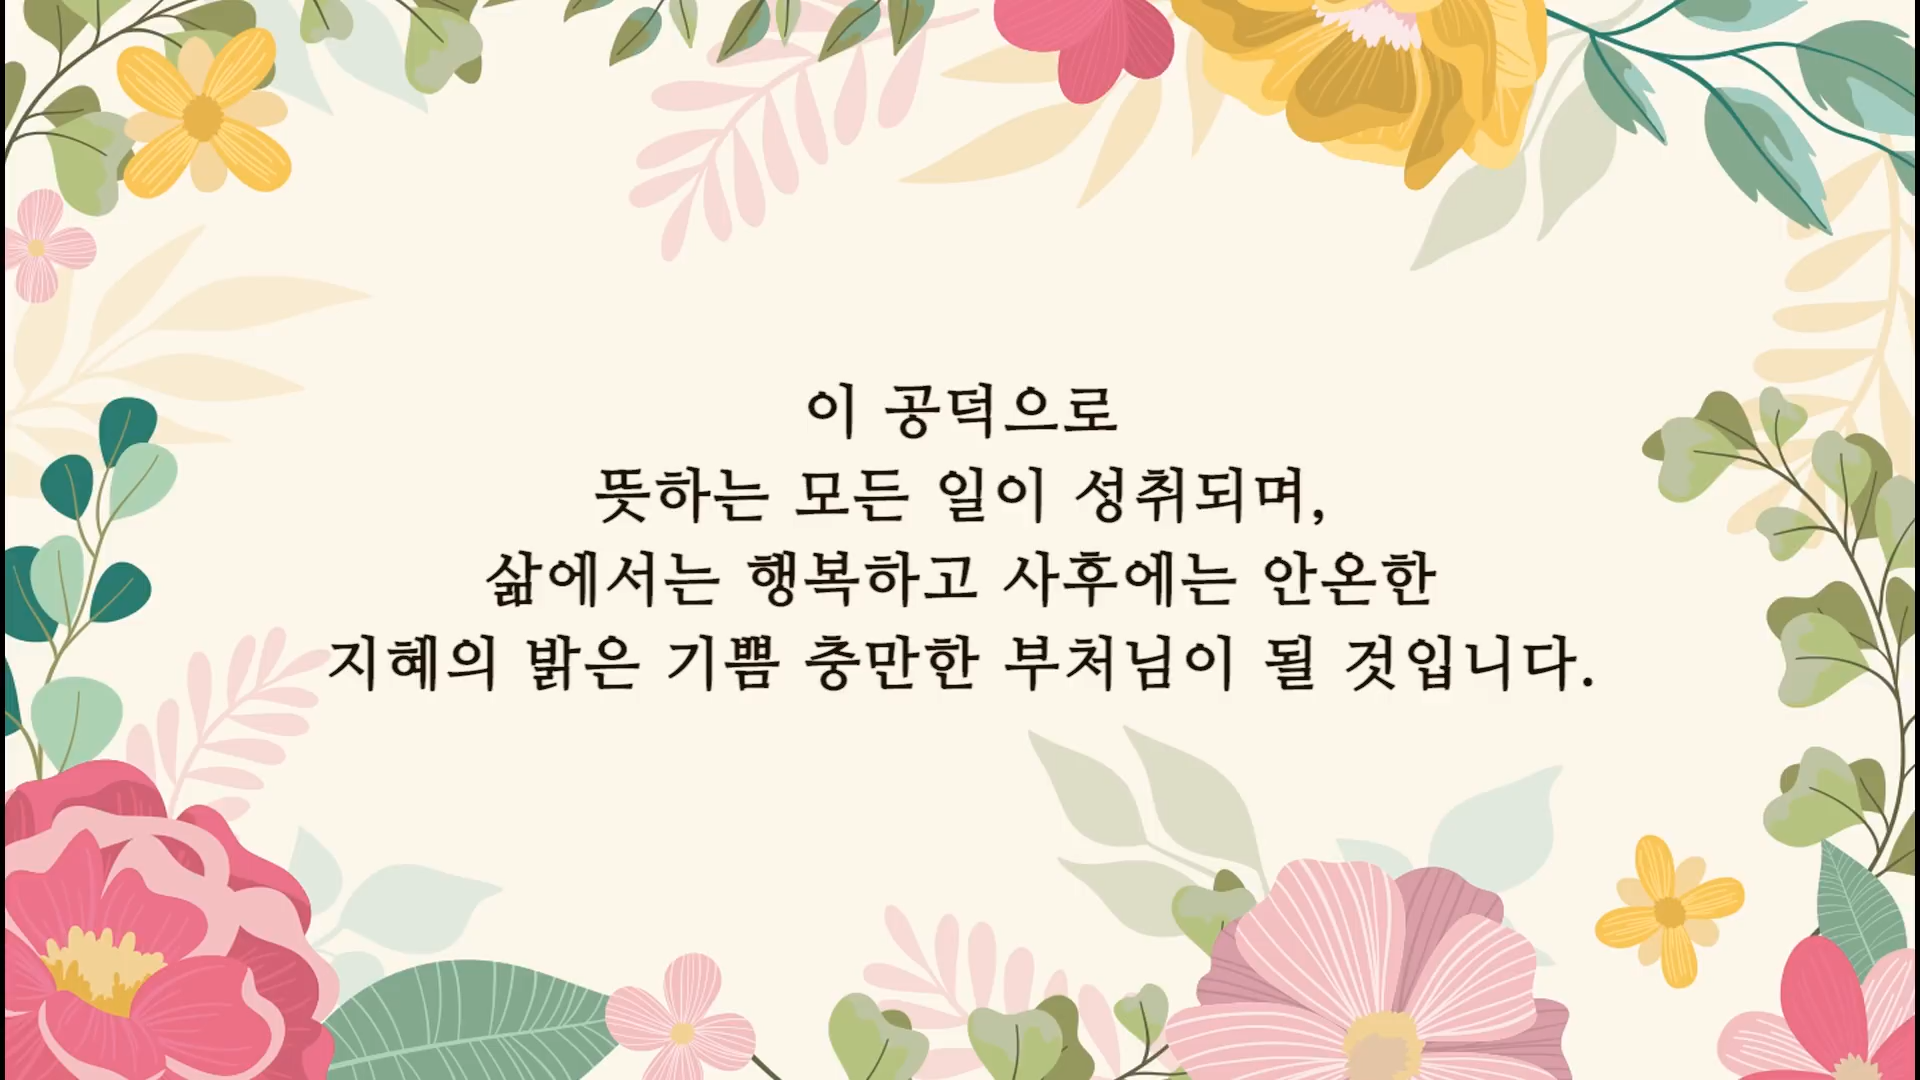 이 공덕으로
뜻하는 모든 일이 성취되며,
삶에서는 행복하고 사후에는 안온한
지혜의 밝은 기쁨 충만한 부처님이 될 것입니다.